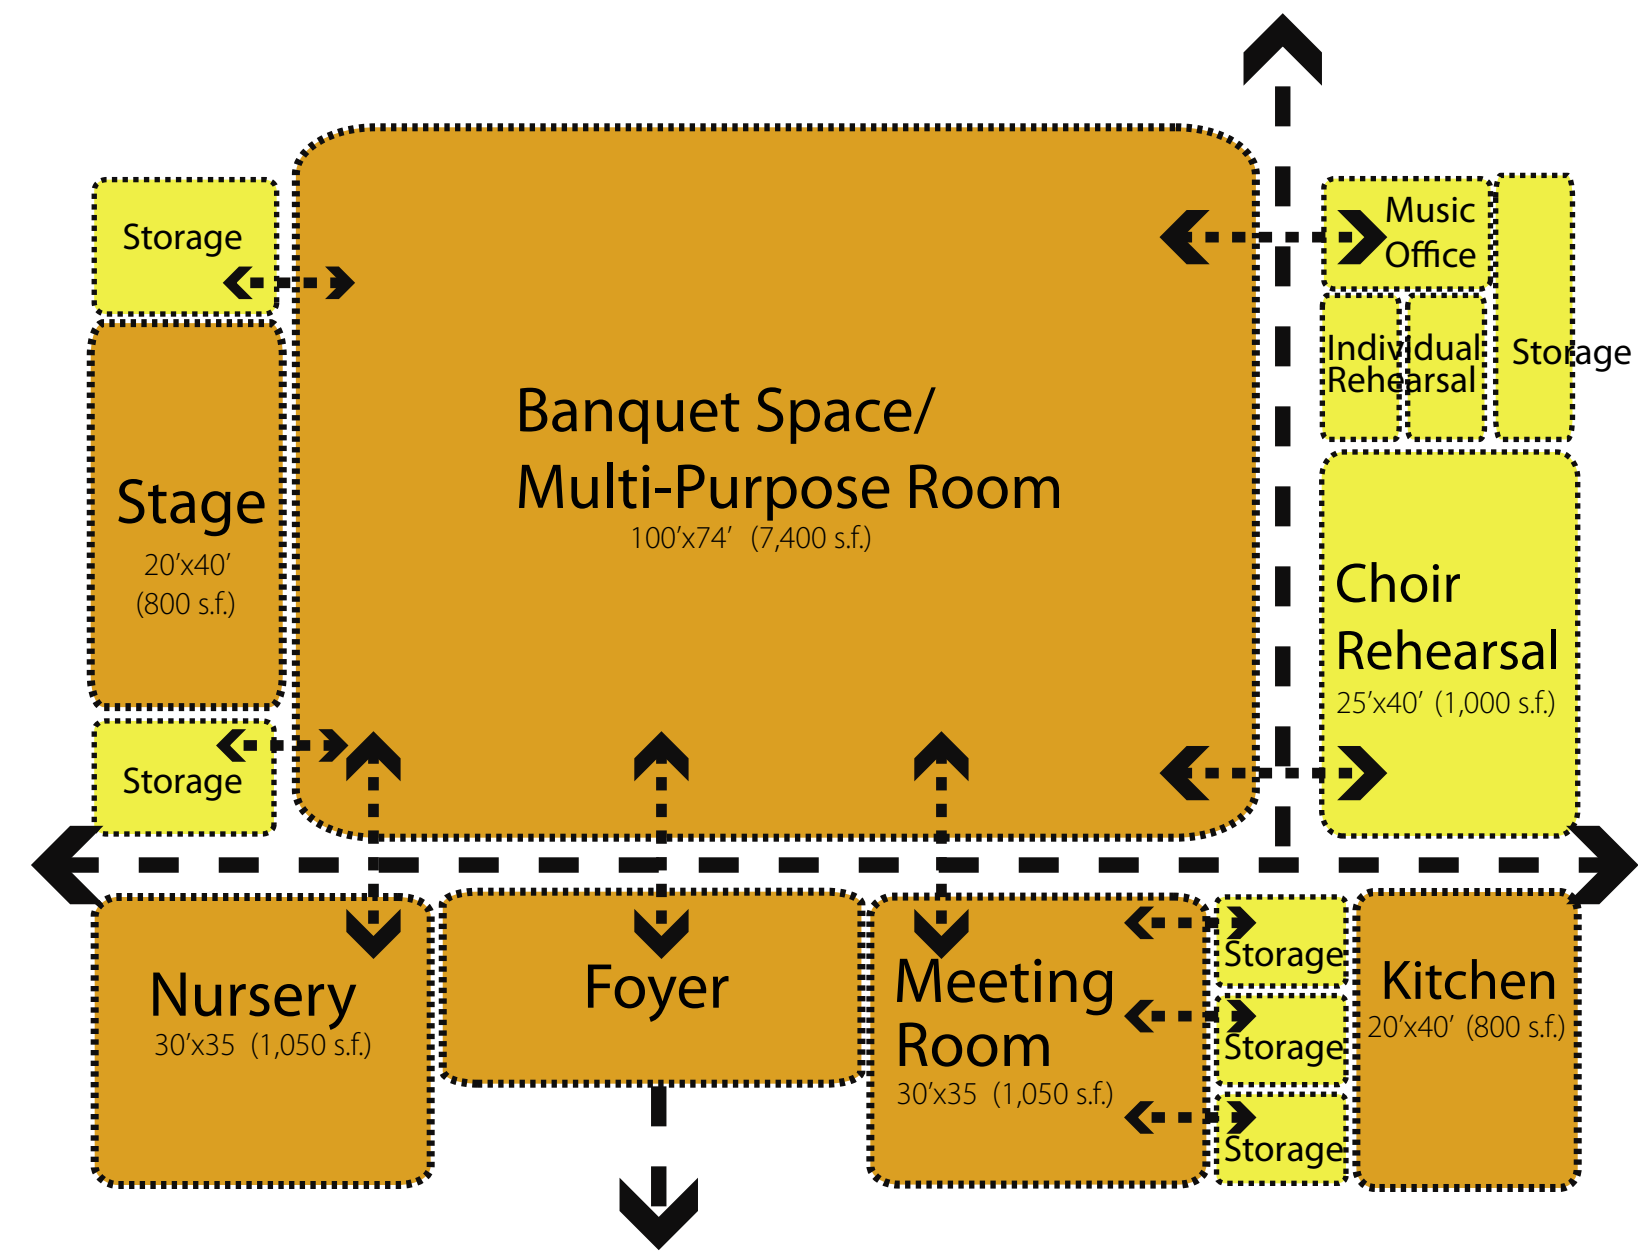 Storage
Music
Office
Individual
Rehearsal
Storage
Banquet Space/
Multi-Purpose Room
100’x74’ (7,400 s.f.)
Stage
20’x40’
(800 s.f.)
Choir
Rehearsal
25’x40’ (1,000 s.f.)
Storage
Nursery
30’x35 (1,050 s.f.)
Foyer
Meeting
Room
30’x35 (1,050 s.f.)
Storage
Storage
Storage
Kitchen
20’x40’ (800 s.f.)